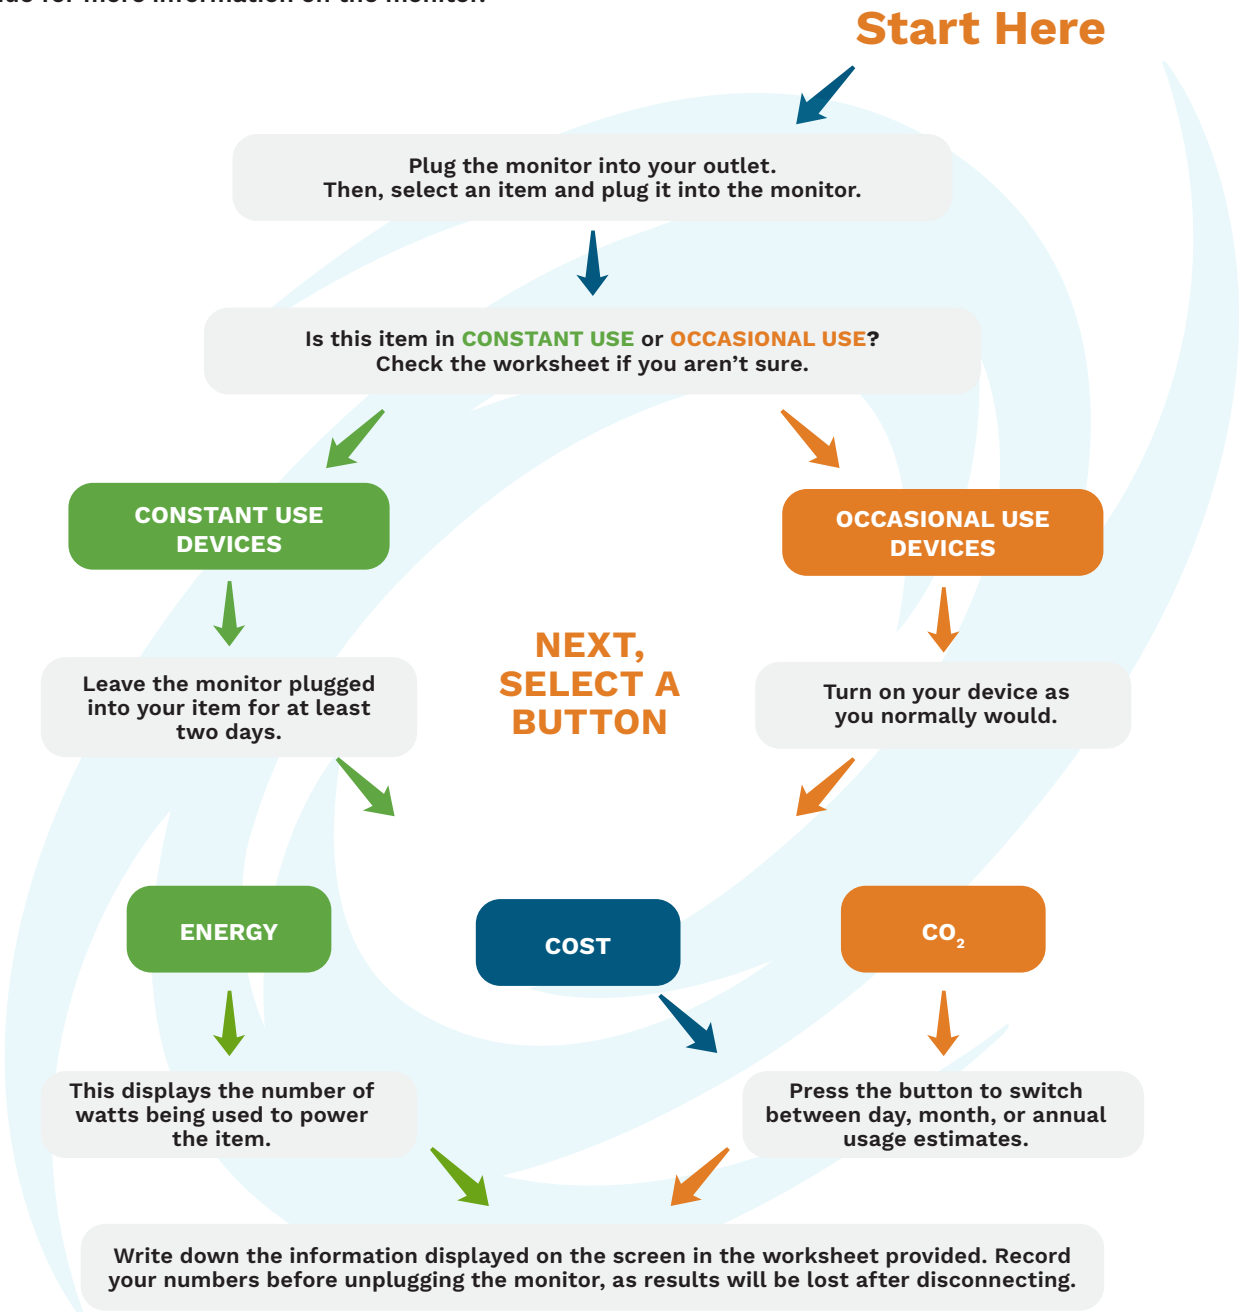 for more information on the monitor.
Start Here
Plug the monitor into your outlet.
Then, select an item and plug it into the monitor.
Is this item in CONSTANT USE or OCCASIONAL USE?
Check the worksheet if you aren’t sure.
CONSTANT USE
DEVICES
OCCASIONAL USE
DEVICES
Leave the monitor plugged
into your item for at least
two days.
NEXT,
SELECT A
BUTTON
Turn on your device as
you normally would.
ENERGY
COST
CO₂
This displays the number of
watts being used to power
the item.
Press the button to switch
between day, month, or annual
usage estimates.
Write down the information displayed on the screen in the worksheet provided. Record
your numbers before unplugging the monitor, as results will be lost after disconnecting.